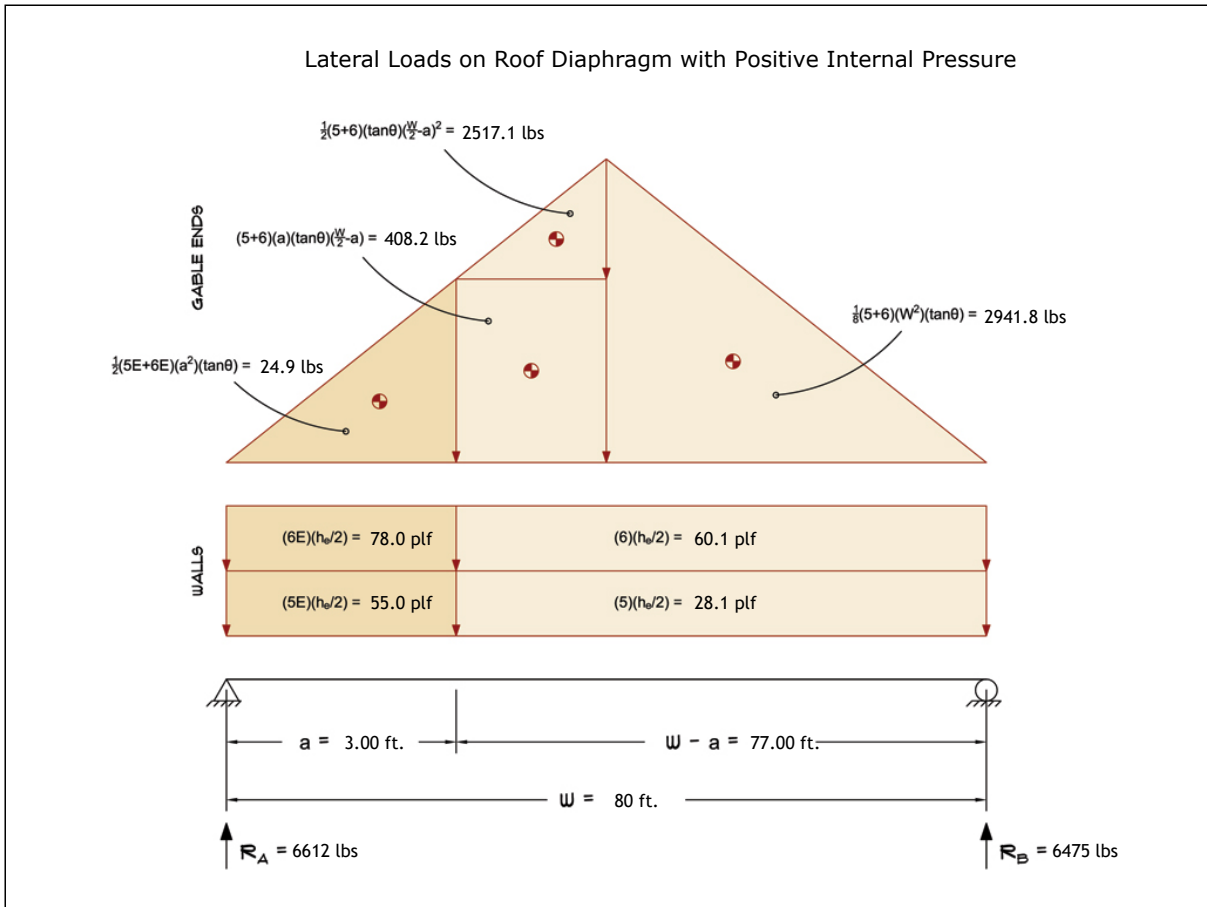 Lateral Loads on Roof Diaphragm with Positive Internal Pressure
½(5+6)(tanθ)(W/2-a)² = 2517.1 lbs
GABLE ENDS
(5+6)(a)(tanθ)(W/2-a) = 408.2 lbs
⅛(5+6)(W²)(tanθ) = 2941.8 lbs
½(5E+6E)(a²)(tanθ) = 24.9 lbs
WALLS
(6E)(hₑ/2) = 78.0 plf
(6)(hₑ/2) = 60.1 plf
(5E)(hₑ/2) = 55.0 plf
(5)(hₑ/2) = 28.1 plf
a = 3.00 ft.
W - a = 77.00 ft.
W = 80 ft.
R_A = 6612 lbs
R_B = 6475 lbs